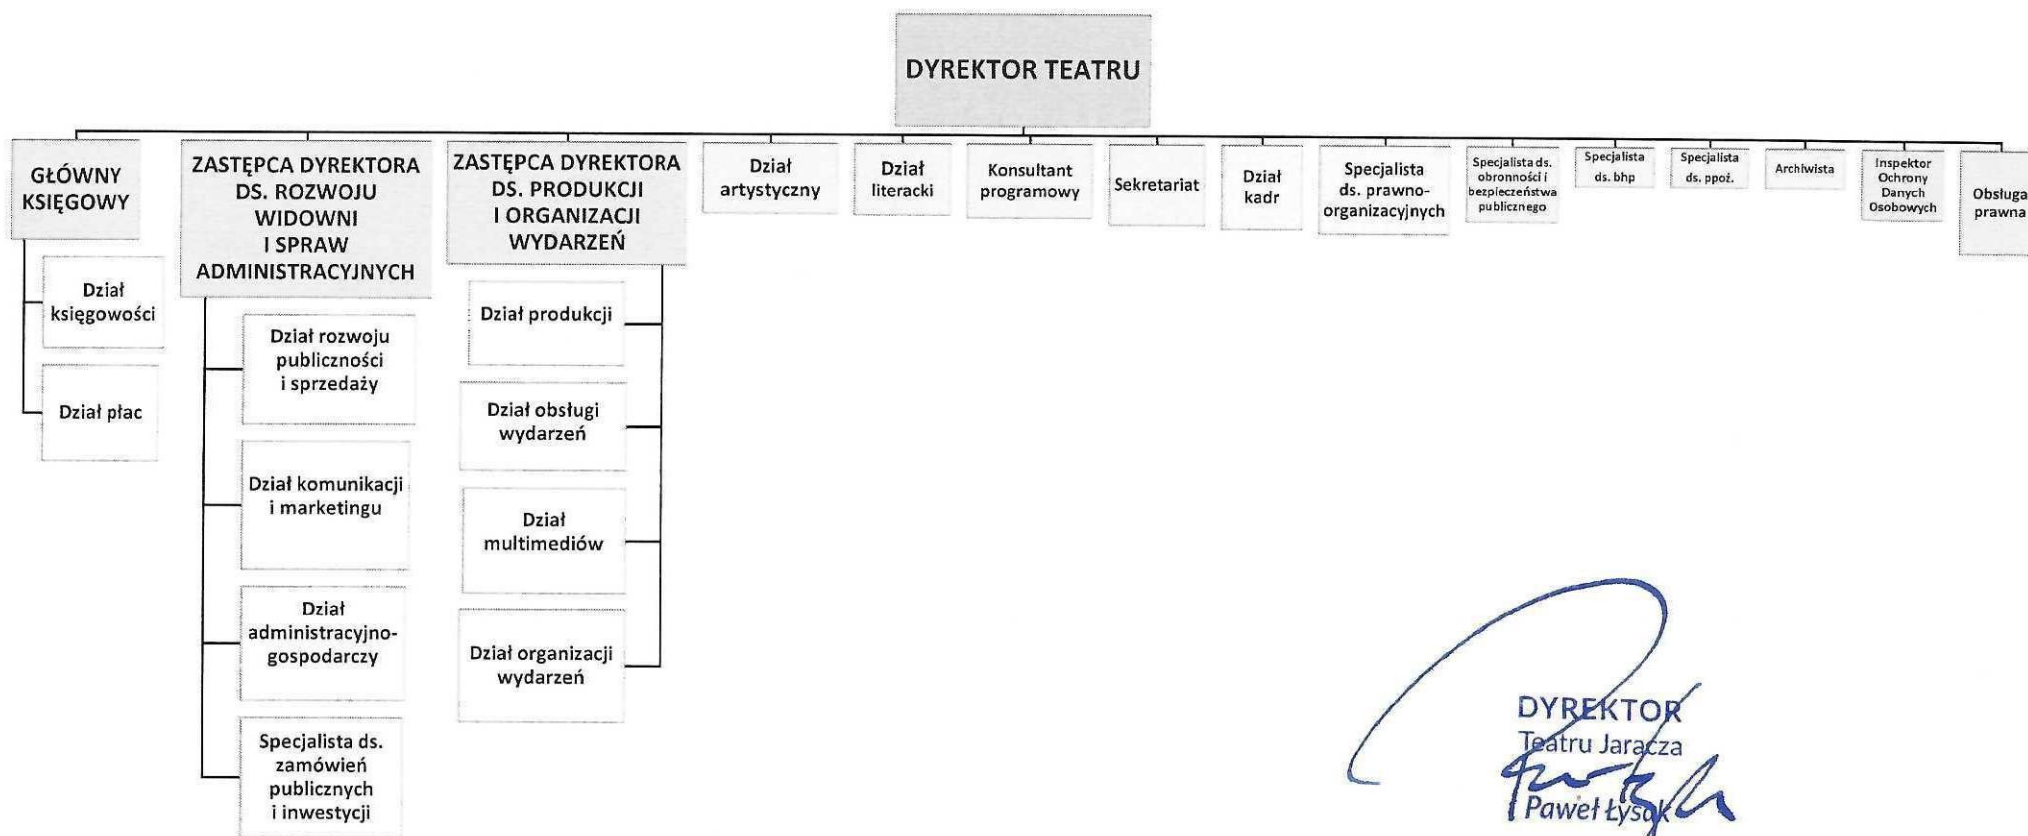 DYREKTOR TEATRU
GŁÓWNY
KSIĘGOWY
Dział
księgowości
Dział płac
ZASTĘPCA DYREKTORA
DS. ROZWOJU
WIDOWNI
I SPRAW
ADMINISTRACYJNYCH
Dział rozwoju
publiczności
i sprzedaży
Dział komunikacji
i marketingu
Dział
administracyjno-
gospodarczy
Specjalista ds.
zamówień
publicznych
i inwestycji
ZASTĘPCA DYREKTORA
DS. PRODUKCJI
I ORGANIZACJI
WYDARZEŃ
Dział produkcji
Dział obsługi
wydarzeń
Dział
multimediów
Dział organizacji
wydarzeń
Dział
artystyczny
Dział
literacki
Konsultant
programowy
Sekretariat
Dział
kadr
Specjalista
ds. prawno-
organizacyjnych
Specjalista ds.
obronności i
bezpieczeństwa
publicznego
Specjalista
ds. bhp
Specjalista
ds. ppoż.
Archiwista
Inspektor
Ochrony
Danych
Osobowych
Obsługa
prawna
DYREKTOR
Teatru Jaracza
Paweł Łysak